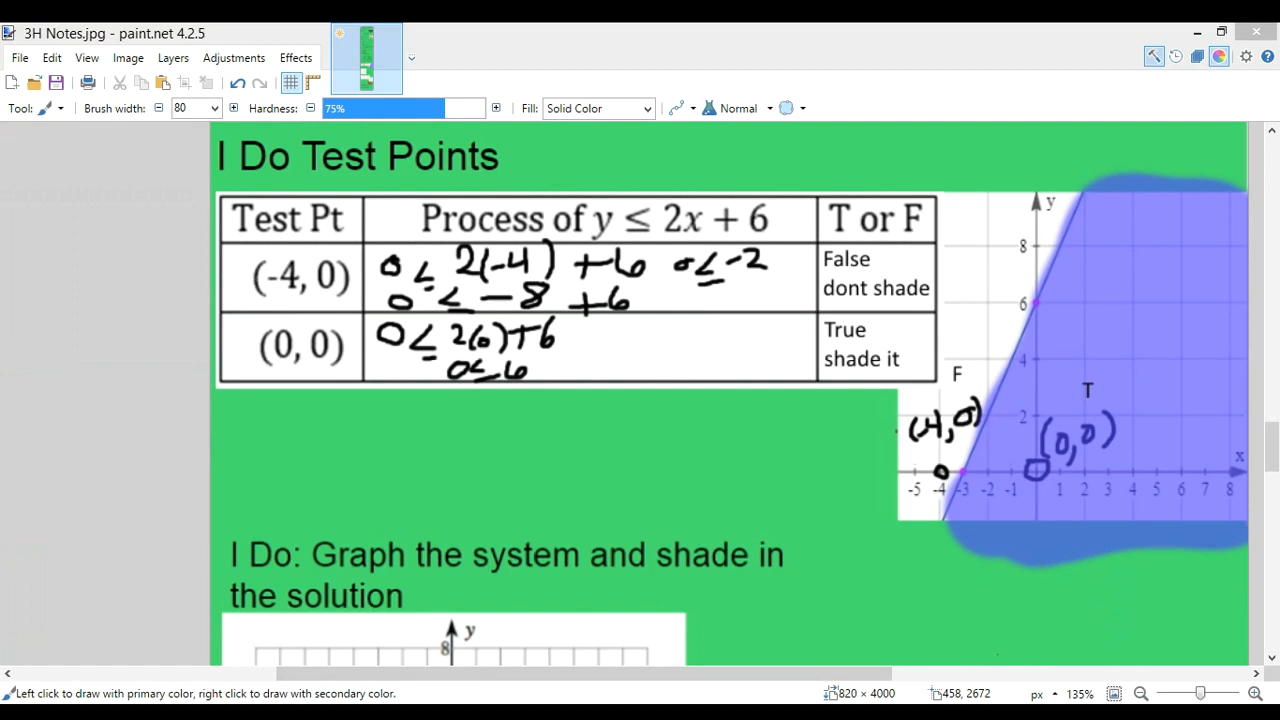 3H Notes.jpg - paint.net 4.2.5
File Edit View Image Layers Adjustments Effects
Tool: Brush width: 80 Hardness: 75% Fill: Solid Color Normal
I Do Test Points
Test Pt Process of y ≤ 2x + 6 T or F
(-4, 0) 0 ≤ 2(-4) + 6 0 ≤ -2 False
0 ≤ -8 + 6 dont shade
(0, 0) 0 ≤ 2(0)+6 True
0 ≤ 6 shade it
y
8
6
4
F
T
2
(-4, 0)
(0, 0)
x
-5 -4 -3 -2 -1 1 2 3 4 5 6 7 8
I Do: Graph the system and shade in
the solution
y
8
Left click to draw with primary color, right click to draw with secondary color. 820 × 4000 458, 2672 px 135%